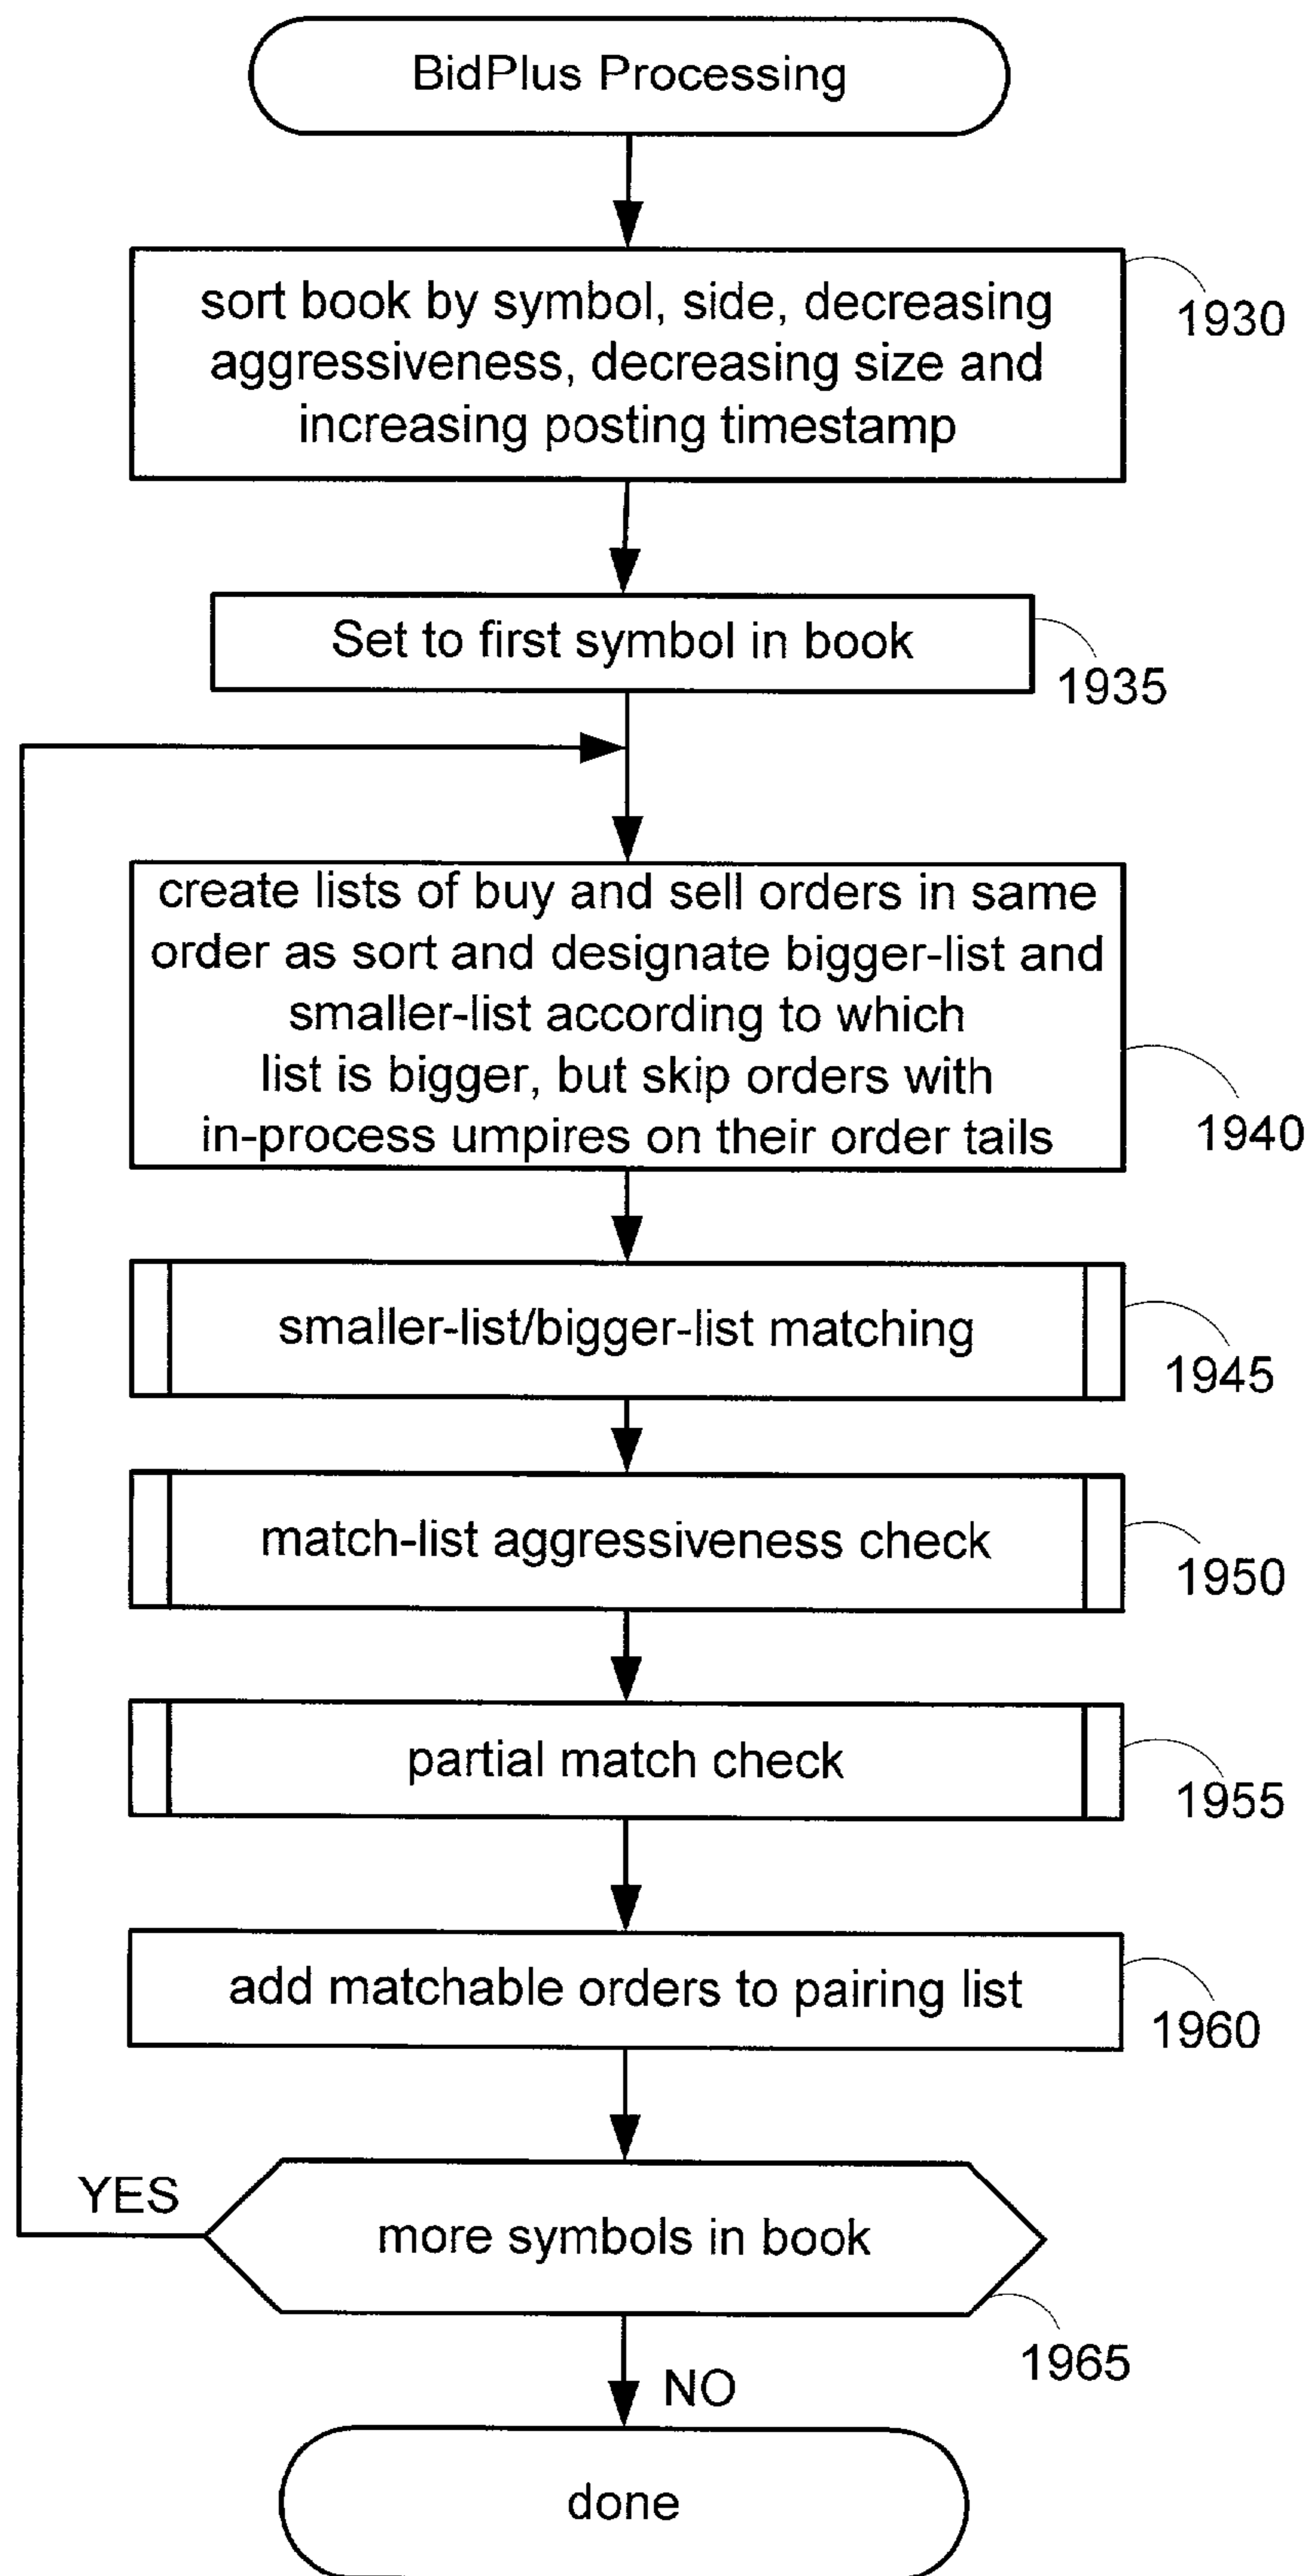 BidPlus Processing
sort book by symbol, side, decreasing
aggressiveness, decreasing size and
increasing posting timestamp
1930
Set to first symbol in book
1935
create lists of buy and sell orders in same
order as sort and designate bigger-list and
smaller-list according to which
list is bigger, but skip orders with
in-process umpires on their order tails
1940
smaller-list/bigger-list matching
1945
match-list aggressiveness check
1950
partial match check
1955
add matchable orders to pairing list
1960
YES
more symbols in book
1965
NO
done